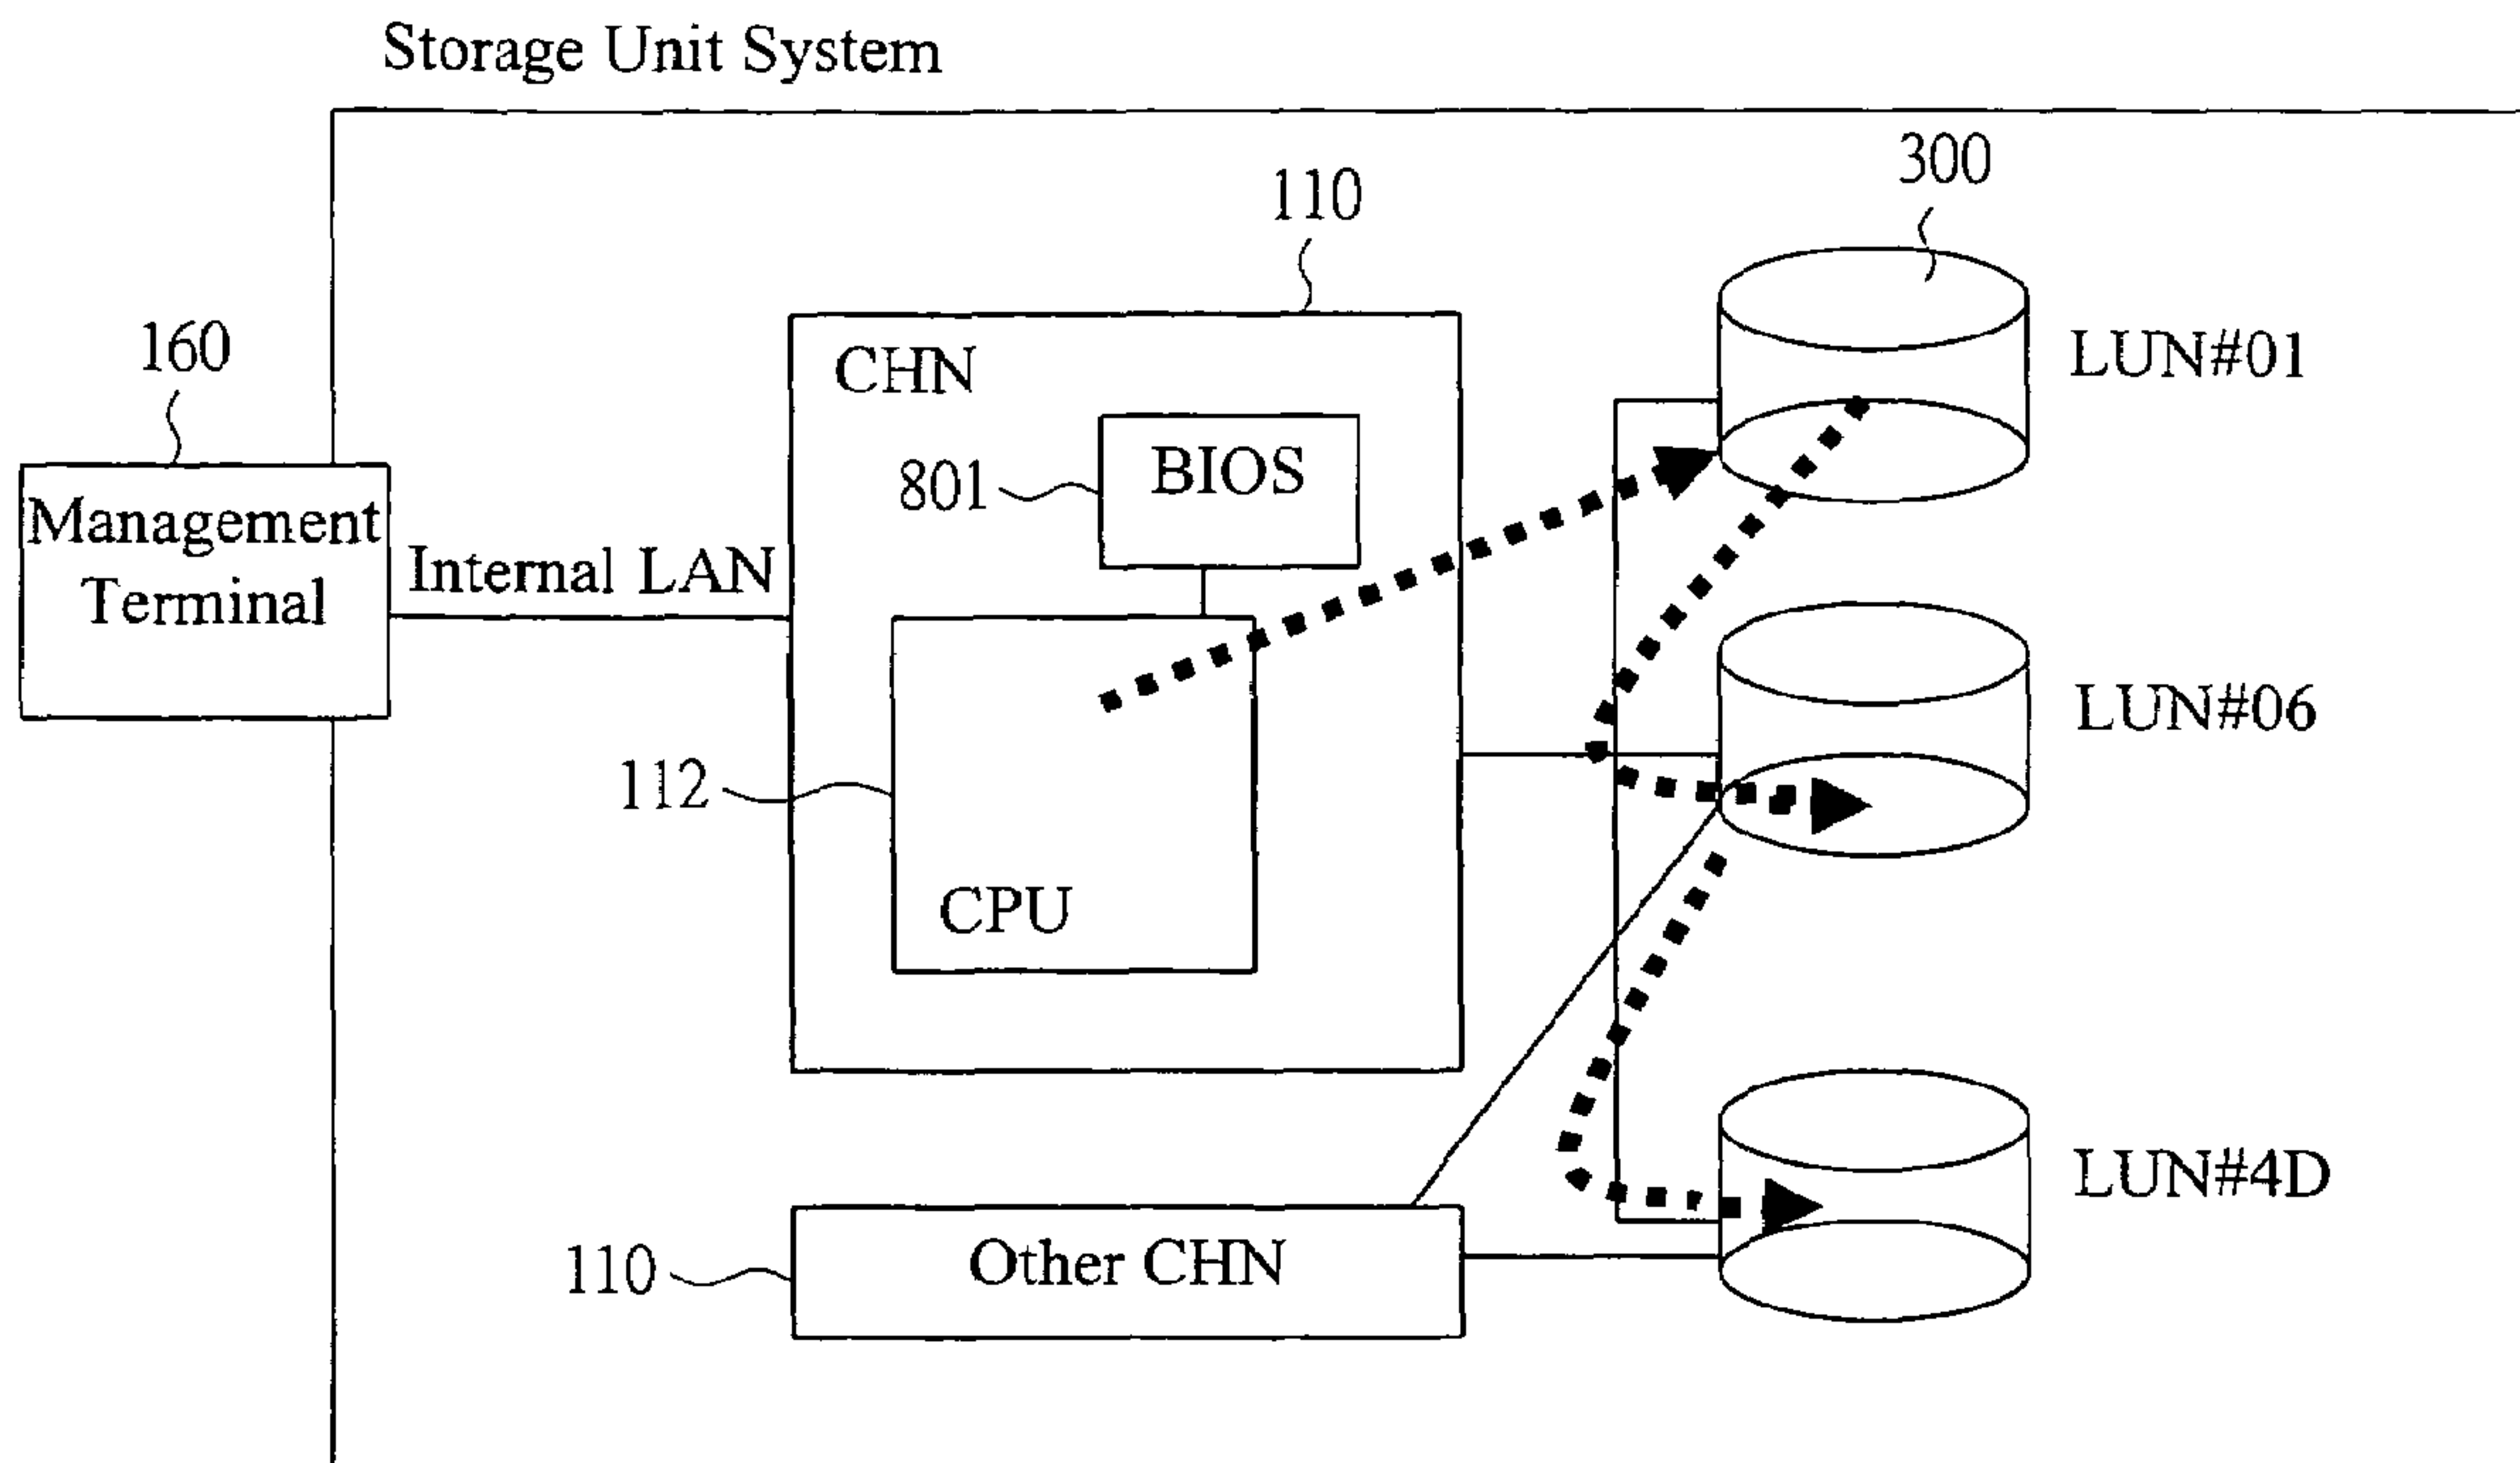 Storage Unit System
300
110
160
CHN
LUN#01
BIOS
801
Management
Terminal
Internal LAN
LUN#06
112
CPU
LUN#4D
110
Other CHN